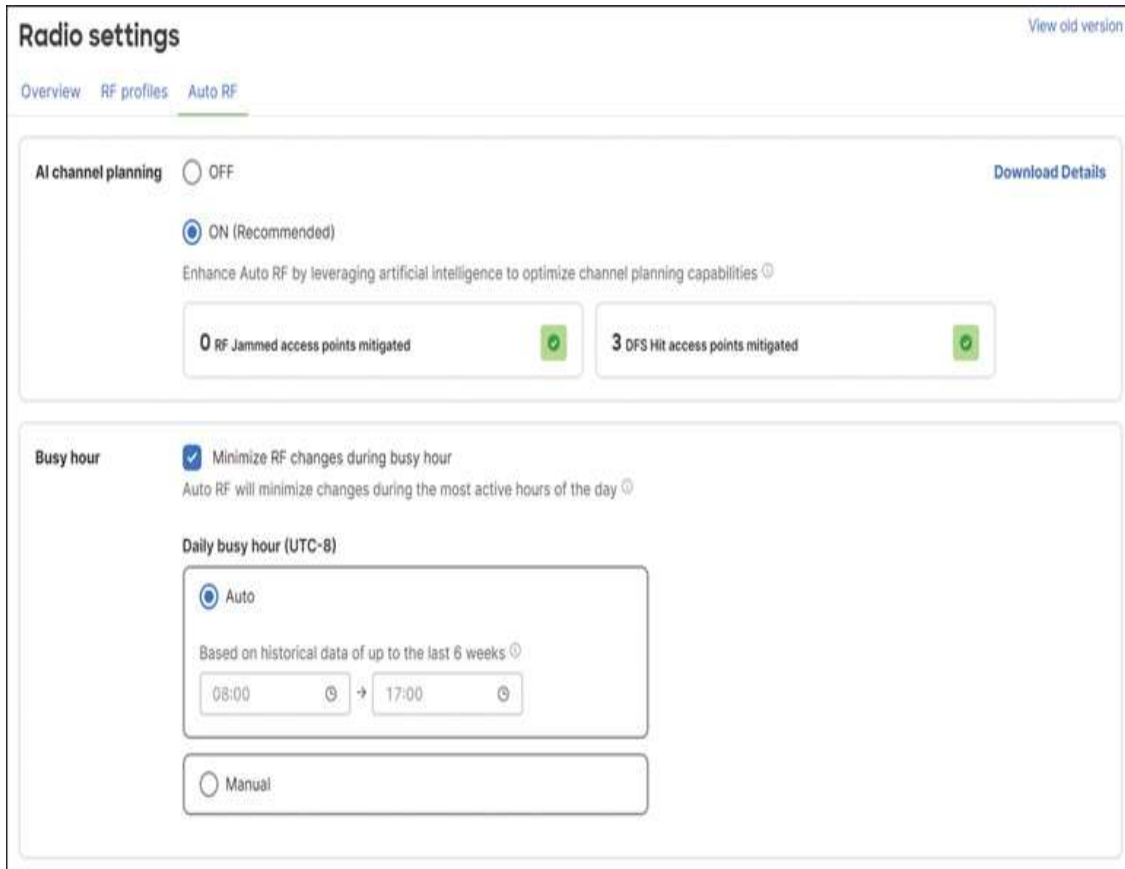 Radio settings
View old version
Overview RF profiles Auto RF
AI channel planning OFF Download Details
ON (Recommended)
Enhance Auto RF by leveraging artificial intelligence to optimize channel planning capabilities
0 RF Jammed access points mitigated 3 DFS Hit access points mitigated
Busy hour Minimize RF changes during busy hour
Auto RF will minimize changes during the most active hours of the day
Daily busy hour (UTC-8)
Auto
Based on historical data of up to the last 6 weeks
08:00 → 17:00
Manual